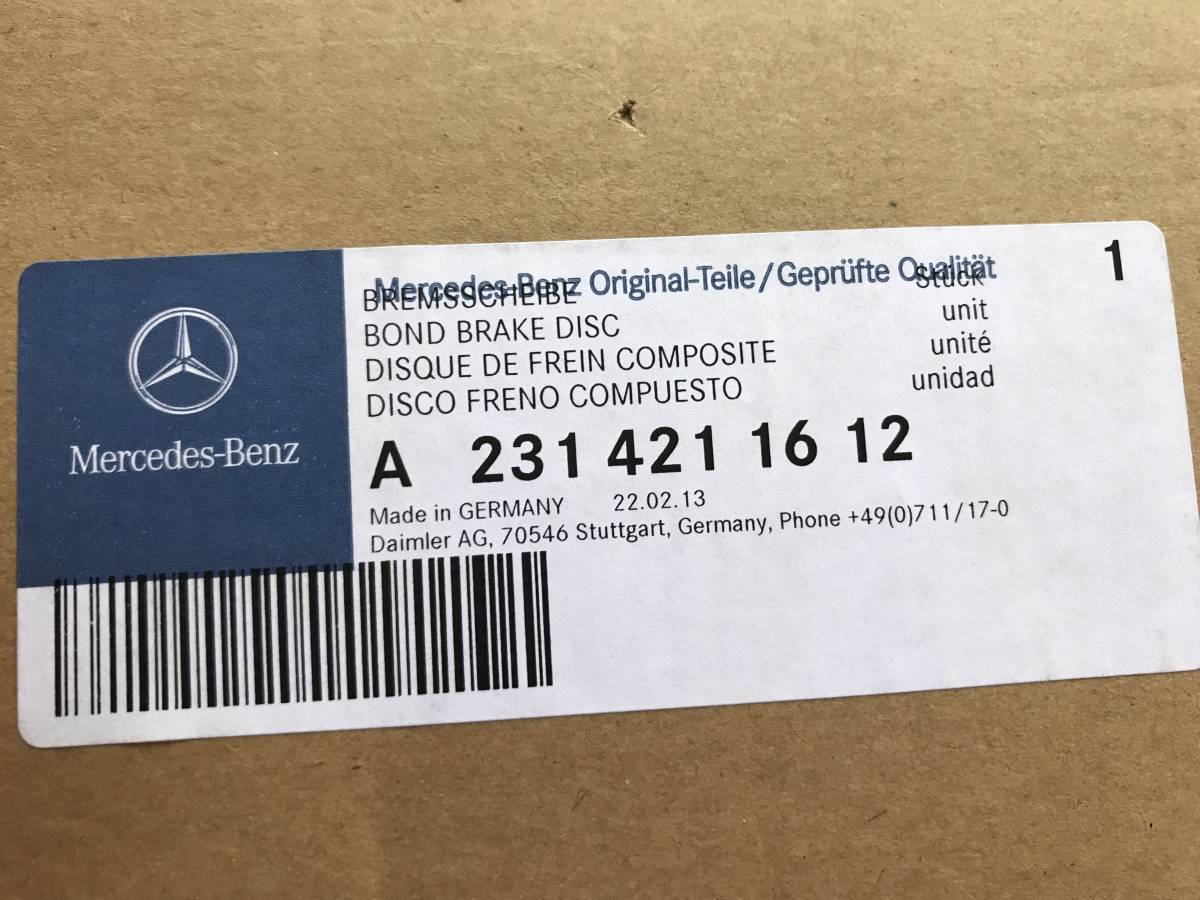 Mercedes-Benz
Mercedes-Benz Original-Teile/Geprüfte Qualität
1
BREMSSCHEIBE Stück
BOND BRAKE DISC unit
DISQUE DE FREIN COMPOSITE unité
DISCO FRENO COMPUESTO unidad
A 231 421 16 12
Made in GERMANY 22.02.13
Daimler AG, 70546 Stuttgart, Germany, Phone +49(0)711/17-0